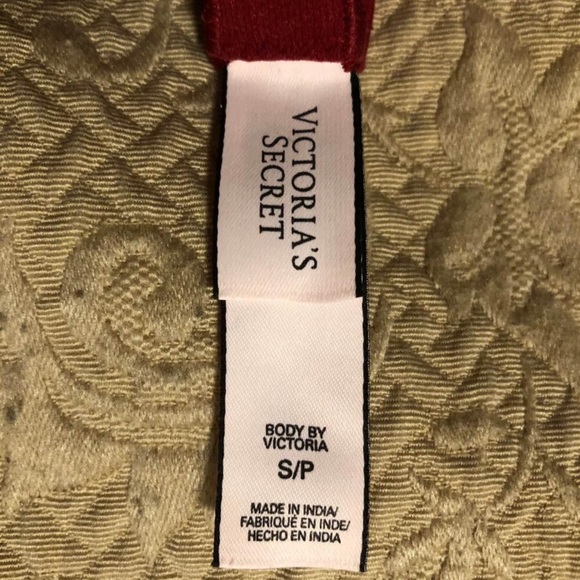 VICTORIA'S
SECRET
BODY BY
VICTORIA
S/P
MADE IN INDIA/
FABRIQUÉ EN INDE/
HECHO EN INDIA